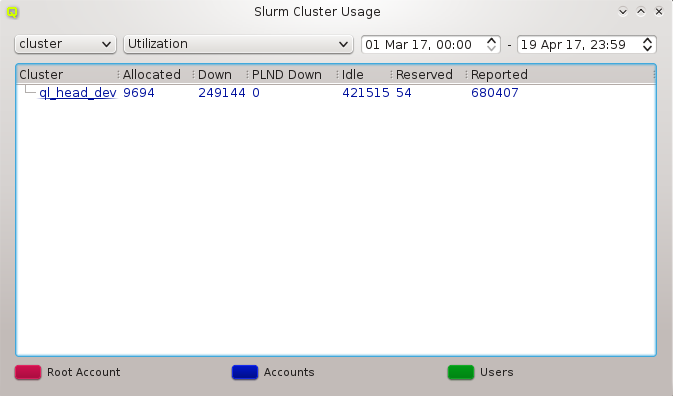 Slurm Cluster Usage
cluster Utilization 01 Mar 17, 00:00 - 19 Apr 17, 23:59
Cluster Allocated Down PLND Down Idle Reserved Reported
ql_head_dev 9694 249144 0 421515 54 680407
Root Account Accounts Users